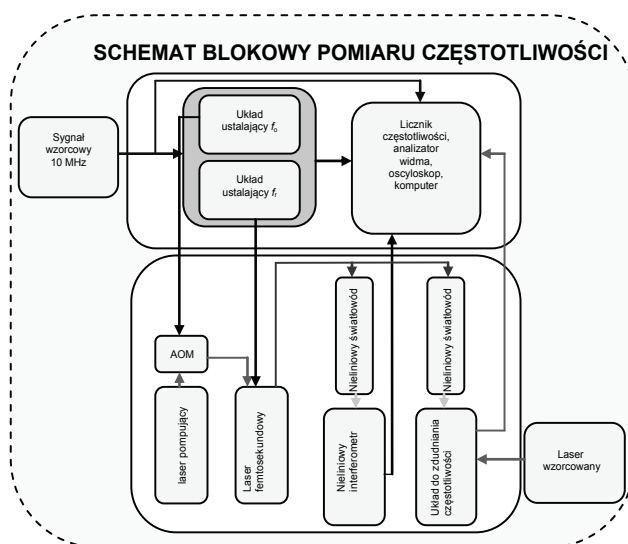 SCHEMAT BLOKOWY POMIARU CZĘSTOTLIWOŚCI
Sygnał
wzorcowy
10 MHz
Układ
ustalający fo
Układ
ustalający fr
Licznik
częstotliwości,
analizator
widma,
oscyloskop,
komputer
AOM
laser pompujący
Laser
femtosekundowy
Nieliniowy światłowód
Nieliniowy
interferometr
Nieliniowy światłowód
Układ do zdudniania
częstotliwości
Laser
wzorcowany